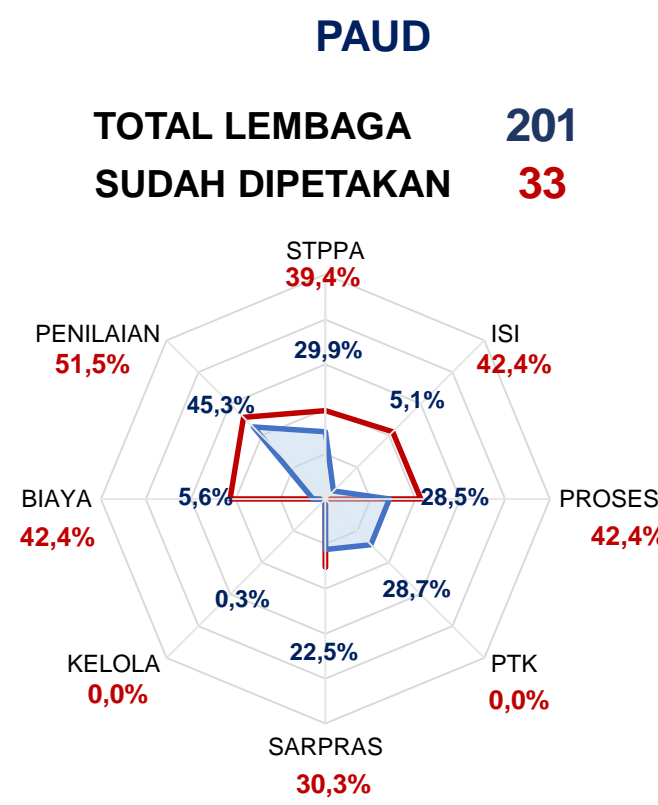 PAUD
TOTAL LEMBAGA 201
SUDAH DIPETAKAN 33
STPPA
39,4%
PENILAIAN
51,5%
ISI
42,4%
29,9%
45,3%
5,1%
BIAYA
42,4%
5,6%
28,5%
PROSES
42,4%
0,3%
28,7%
22,5%
KELOLA
0,0%
PTK
0,0%
SARPRAS
30,3%